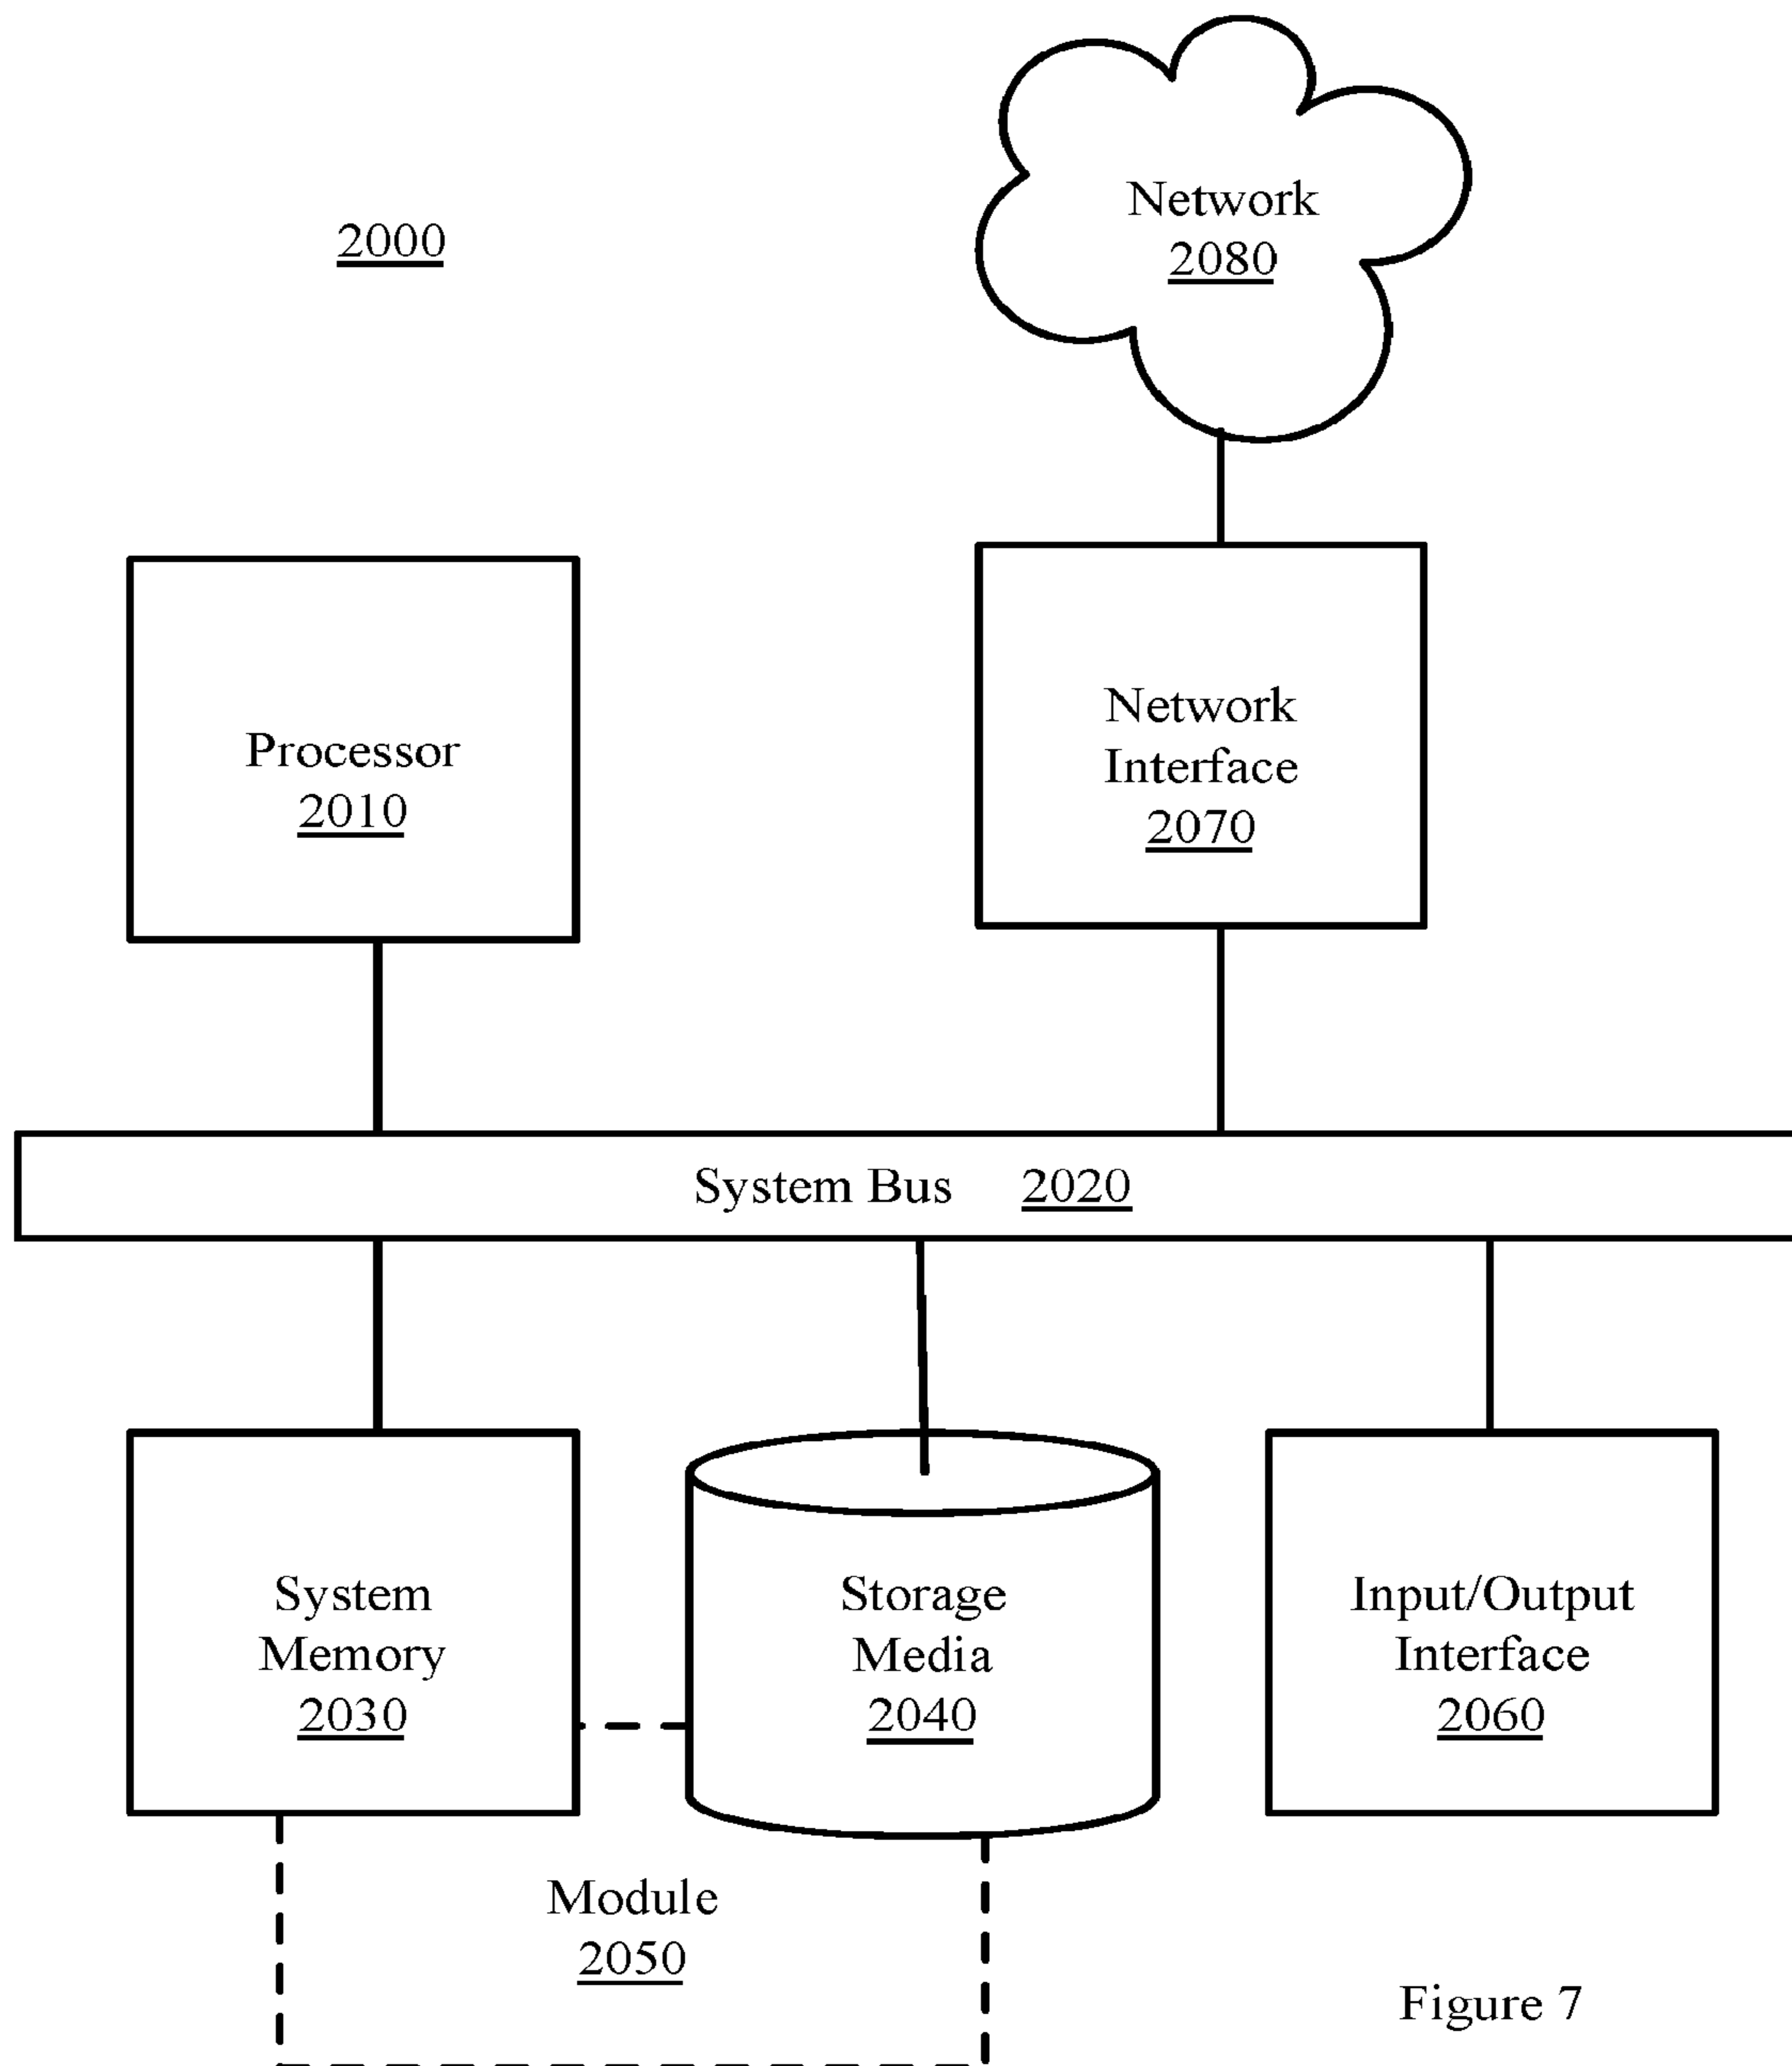 2000
Network
2080
Processor
2010
Network
Interface
2070
System Bus 2020
System
Memory
2030
Storage
Media
2040
Input/Output
Interface
2060
Module
2050
Figure 7